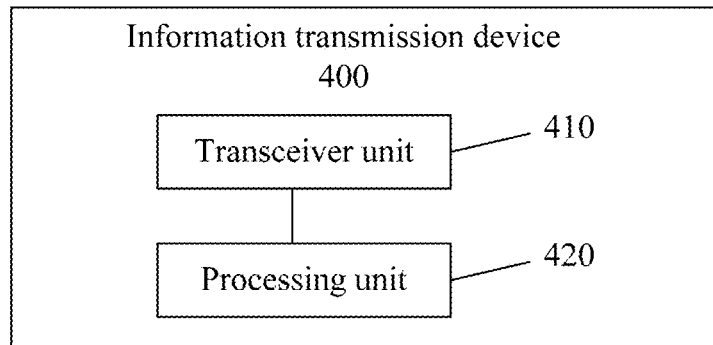 Information transmission device
400
Transceiver unit
410
Processing unit
420